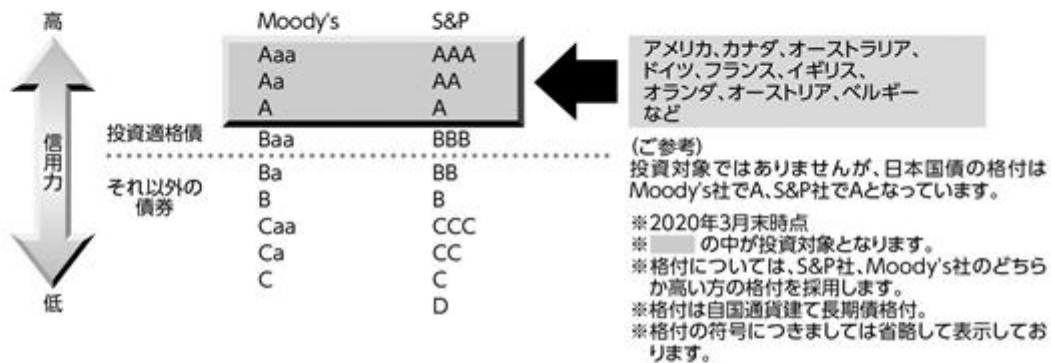 高
信用力
低
Moody's S&P
Aaa AAA
Aa AA
A A
投資適格債 Baa BBB
それ以外の
債券
Ba BB
B B
Caa CCC
Ca CC
C C
D
アメリカ、カナダ、オーストラリア、
ドイツ、フランス、イギリス、
オランダ、オーストリア、ベルギー
など
(ご参考)
投資対象ではありませんが、日本国債の格付は
Moody's社でA、S&P社でAとなっています。
※2020年3月末時点
※ の中が投資対象となります。
※格付については、S&P社、Moody's社のどちら
か高い方の格付を採用します。
※格付は自国通貨建て長期債格付。
※格付の符号につきましては省略して表示してお
ります。